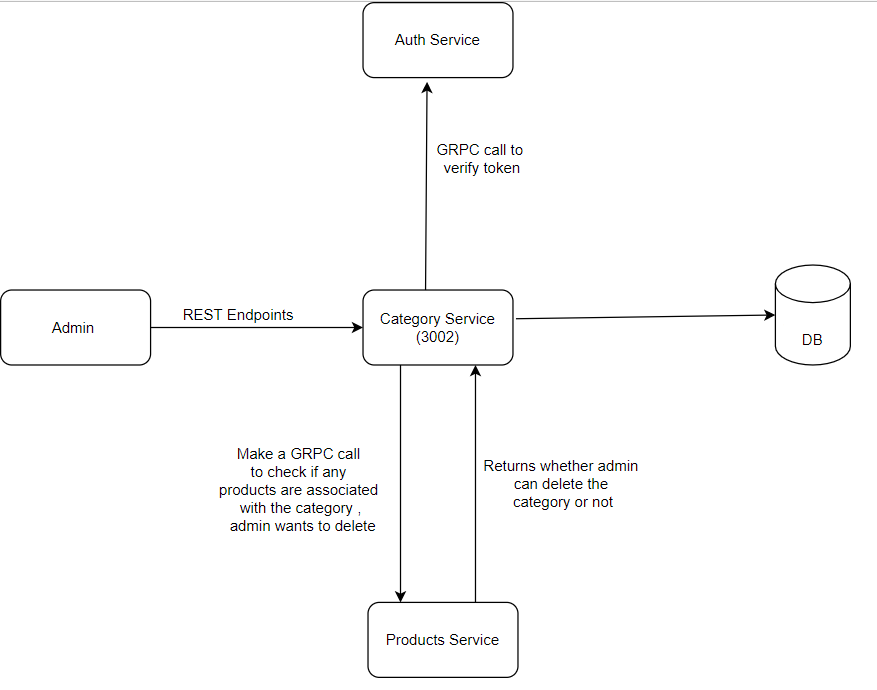 Auth Service
GRPC call to
verify token
Admin
REST Endpoints
Category Service
(3002)
DB
Make a GRPC call
to check if any
products are associated
with the category ,
admin wants to delete
Returns whether admin
can delete the
category or not
Products Service